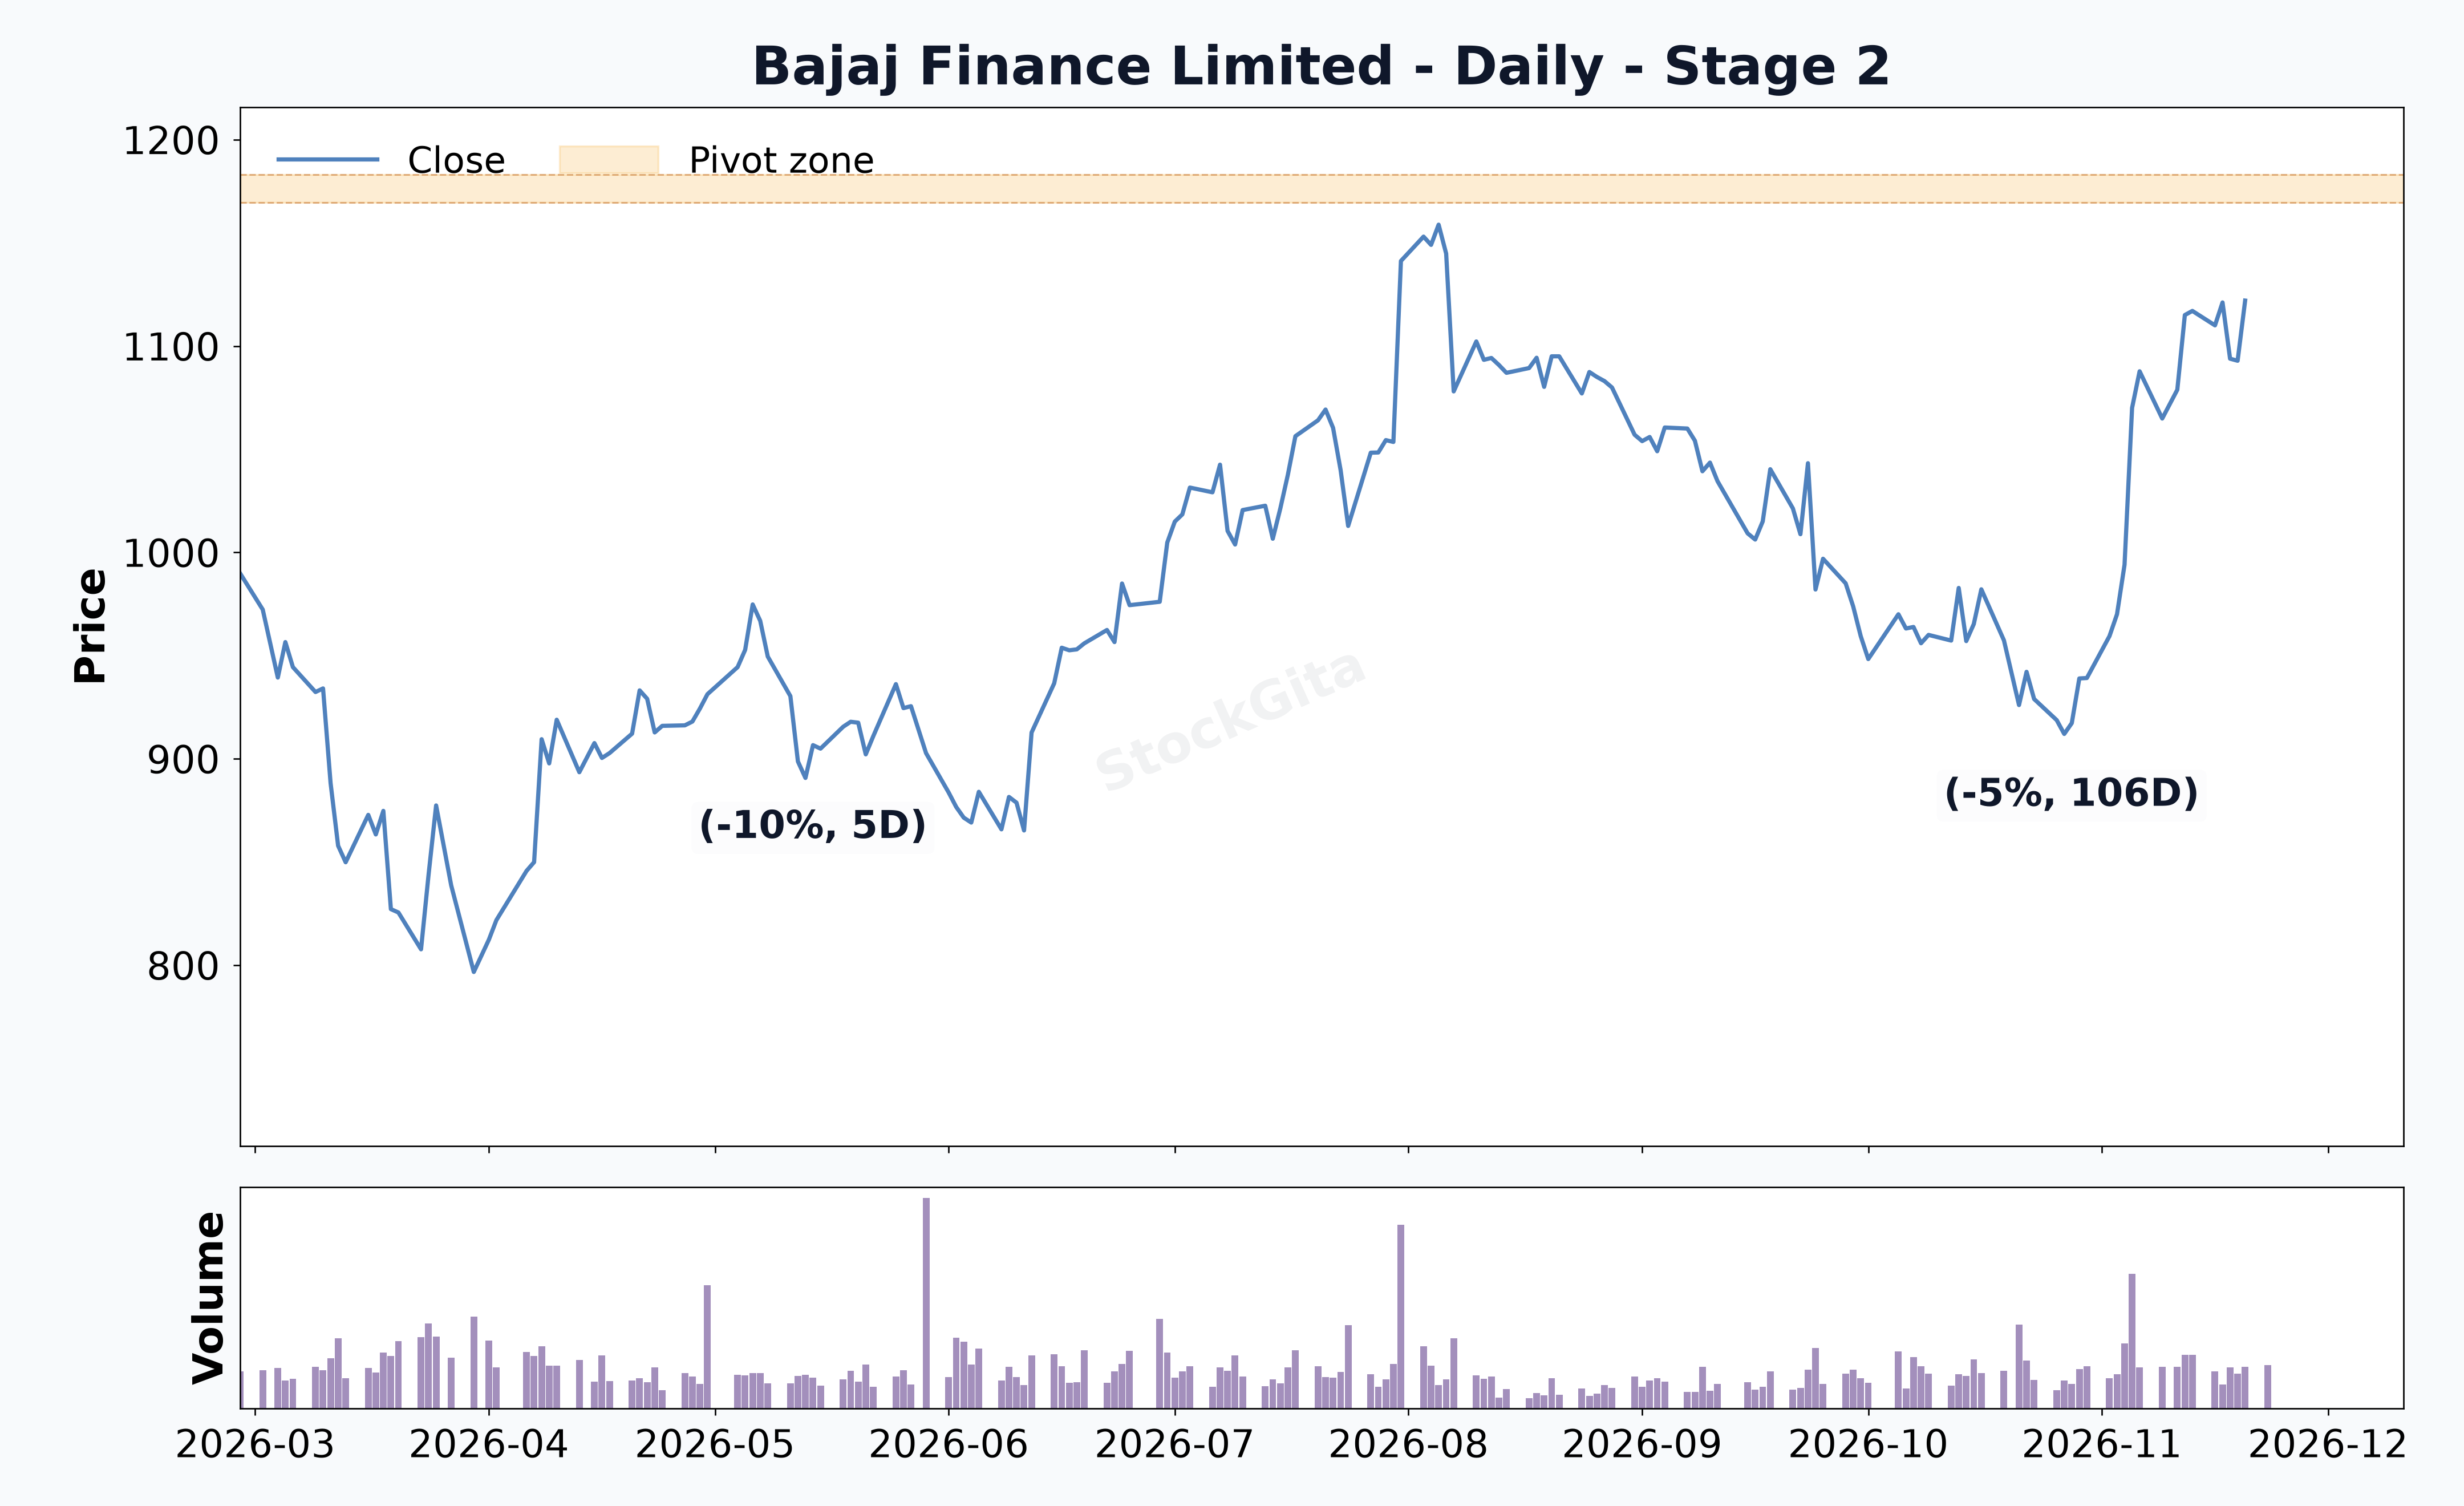 Bajaj Finance Limited - Daily - Stage 2
Close
Pivot zone
Price
1200
1100
1000
900
800
StockGita
(-10%, 5D)
(-5%, 106D)
Volume
2026-03
2026-04
2026-05
2026-06
2026-07
2026-08
2026-09
2026-10
2026-11
2026-12